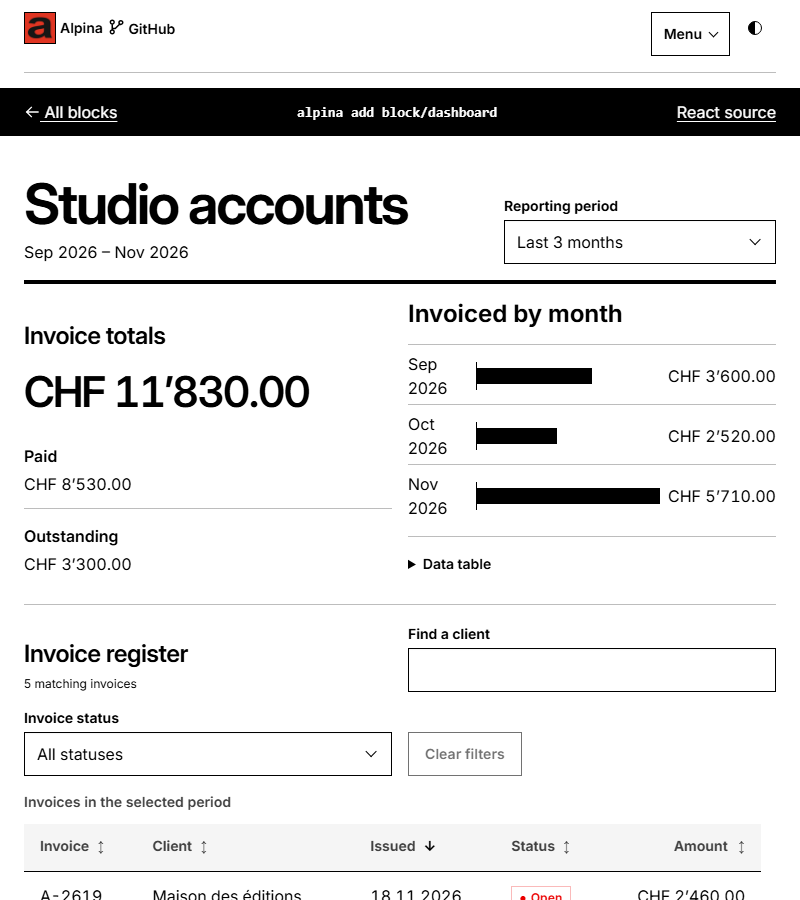 a Alpina GitHub
Menu
All blocks
alpina add block/dashboard
React source
Studio accounts
Sep 2026 – Nov 2026
Reporting period
Last 3 months
Invoice totals
CHF 11’830.00
Paid
CHF 8’530.00
Outstanding
CHF 3’300.00
Invoiced by month
Sep
2026
CHF 3’600.00
Oct
2026
CHF 2’520.00
Nov
2026
CHF 5’710.00
Data table
Invoice register
5 matching invoices
Find a client
Invoice status
All statuses
Clear filters
Invoices in the selected period
Invoice Client Issued Status Amount
A-2619 Maison des éditions 18.11.2026 Open CHF 2’460.00